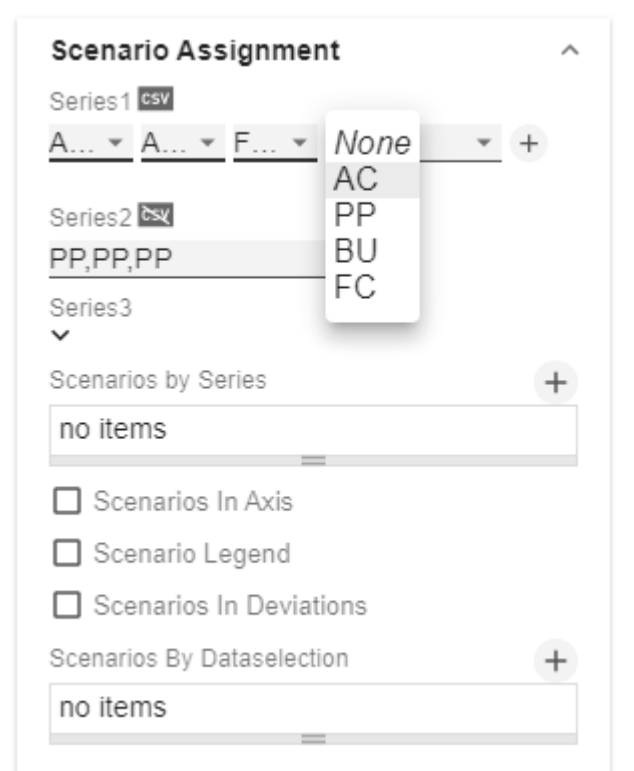 Scenario Assignment
Series1 CSV
A... A... F... None
AC
PP
BU
FC
Series2 CSV
PP,PP,PP
Series3
Scenarios by Series
no items
Scenarios In Axis
Scenario Legend
Scenarios In Deviations
Scenarios By Dataselection
no items